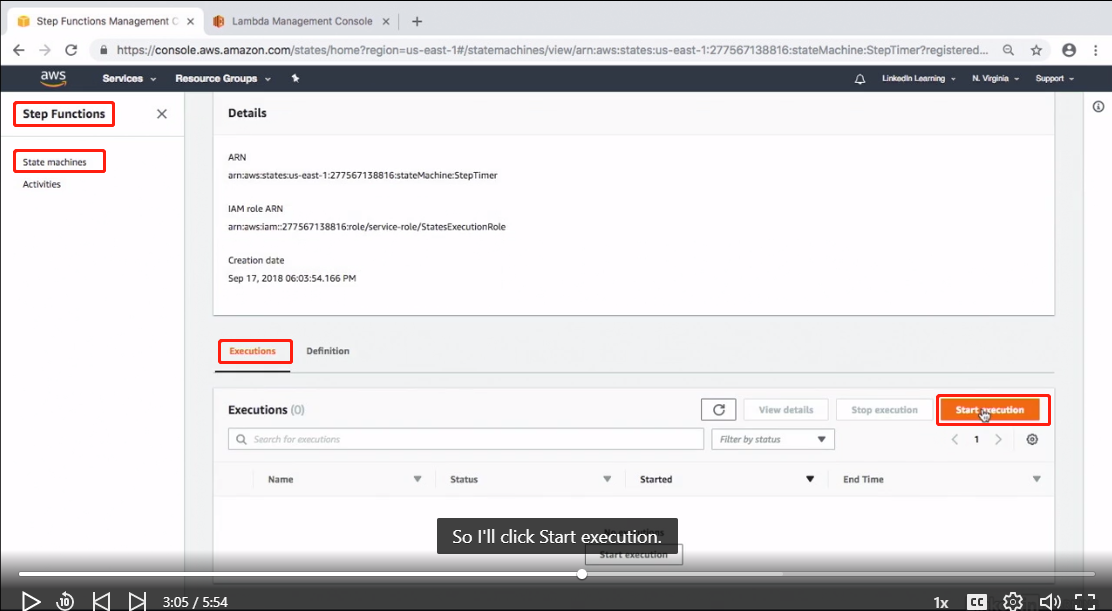 Step Functions Management C
Lambda Management Console
https://console.aws.amazon.com/states/home?region=us-east-1#/statemachines/view/arn:aws:states:us-east-1:277567138816:stateMachine:StepTimer?registered...
aws
Services
Resource Groups
LinkedIn Learning
N. Virginia
Support
Step Functions
State machines
Activities
Details
ARN
arn:aws:states:us-east-1:277567138816:stateMachine:StepTimer
IAM role ARN
arn:aws:iam::277567138816:role/service-role/StatesExecutionRole
Creation date
Sep 17, 2018 06:03:54.166 PM
Executions
Definition
Executions (0)
View details
Stop execution
Start execution
Search for executions
Filter by status
1
Name
Status
Started
End Time
So I'll click Start execution.
Start execution
10
3:05 / 5:54
1x
CC